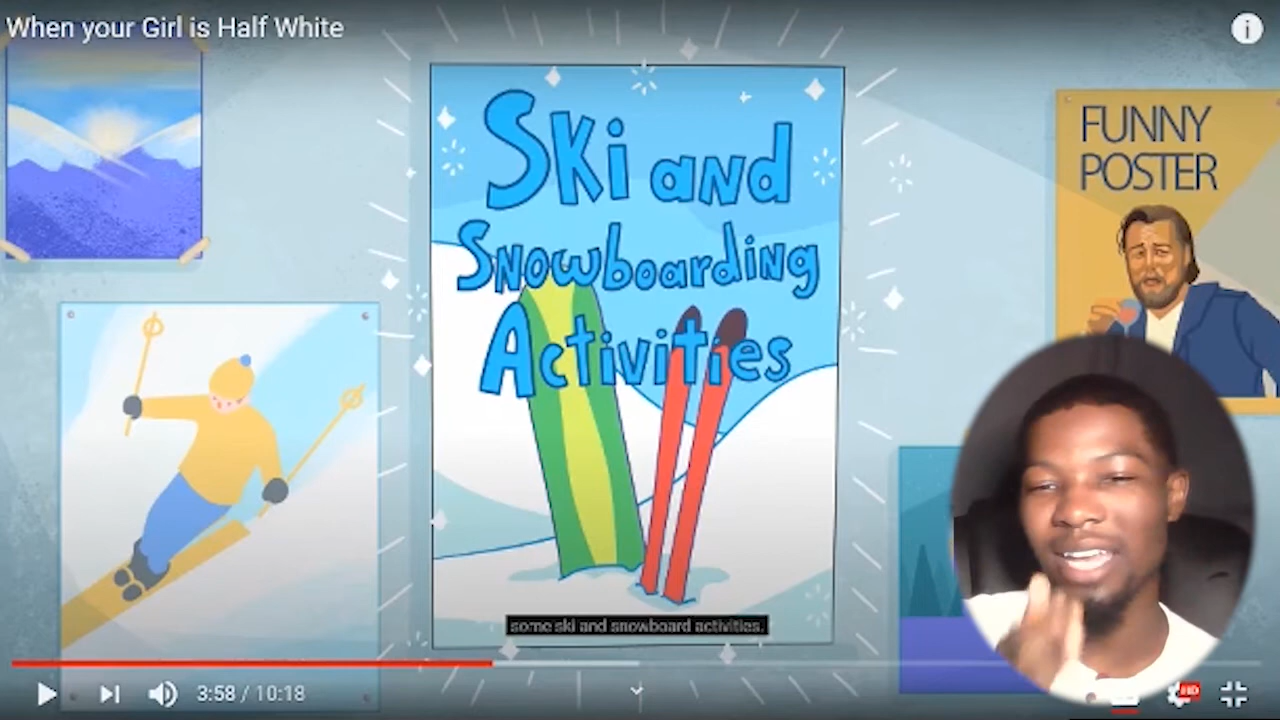 When your Girl is Half White
i
FUNNY
POSTER
Ski and
Snowboarding
Activities
some ski and snowboard activities.
3:58 / 10:18
HD